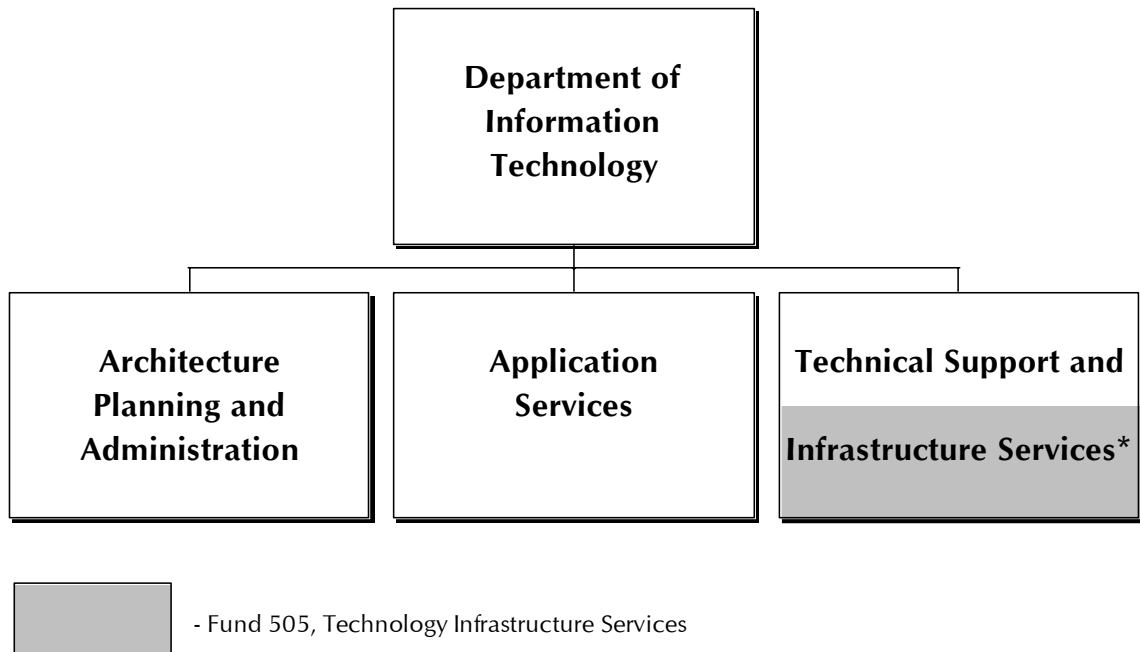 Department of
Information
Technology
Architecture
Planning and
Administration
Application
Services
Technical Support and
Infrastructure Services*
- Fund 505, Technology Infrastructure Services